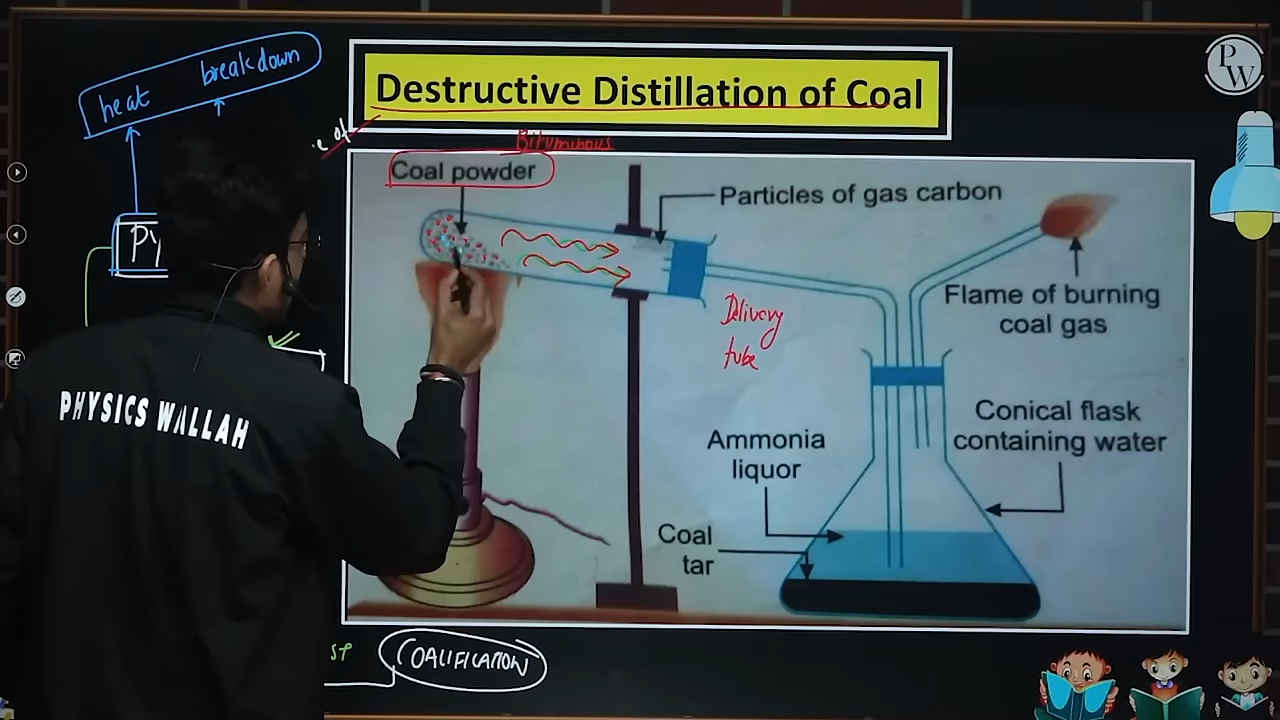 heat breakdown
Destructive Distillation of Coal
Bituminous
Coal powder
Particles of gas carbon
Flame of burning
coal gas
Delivery
tube
Conical flask
containing water
Ammonia
liquor
Coal
tar
COALIFICATION
PHYSICS WALLAH
PW